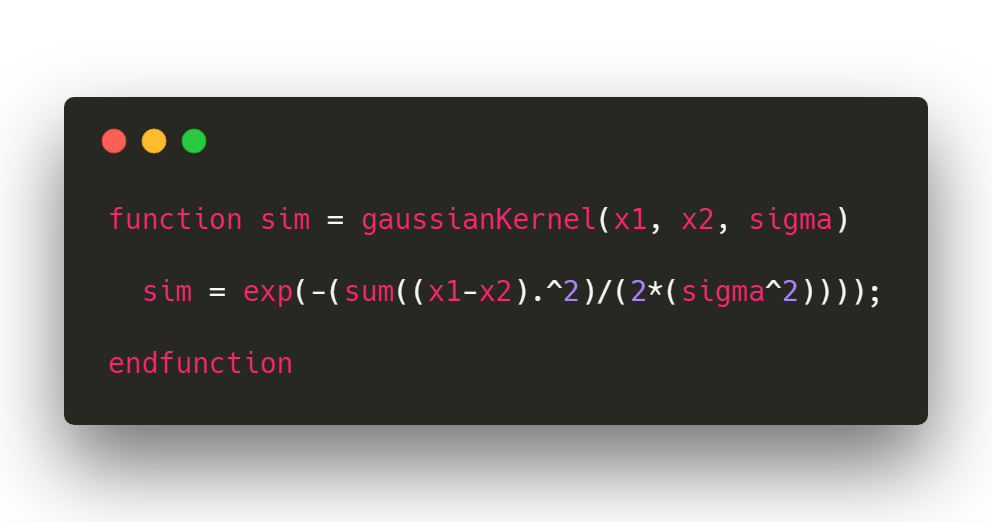 function sim = gaussianKernel(x1, x2, sigma)
sim = exp(-(sum((x1-x2).^2)/(2*(sigma^2))));
endfunction